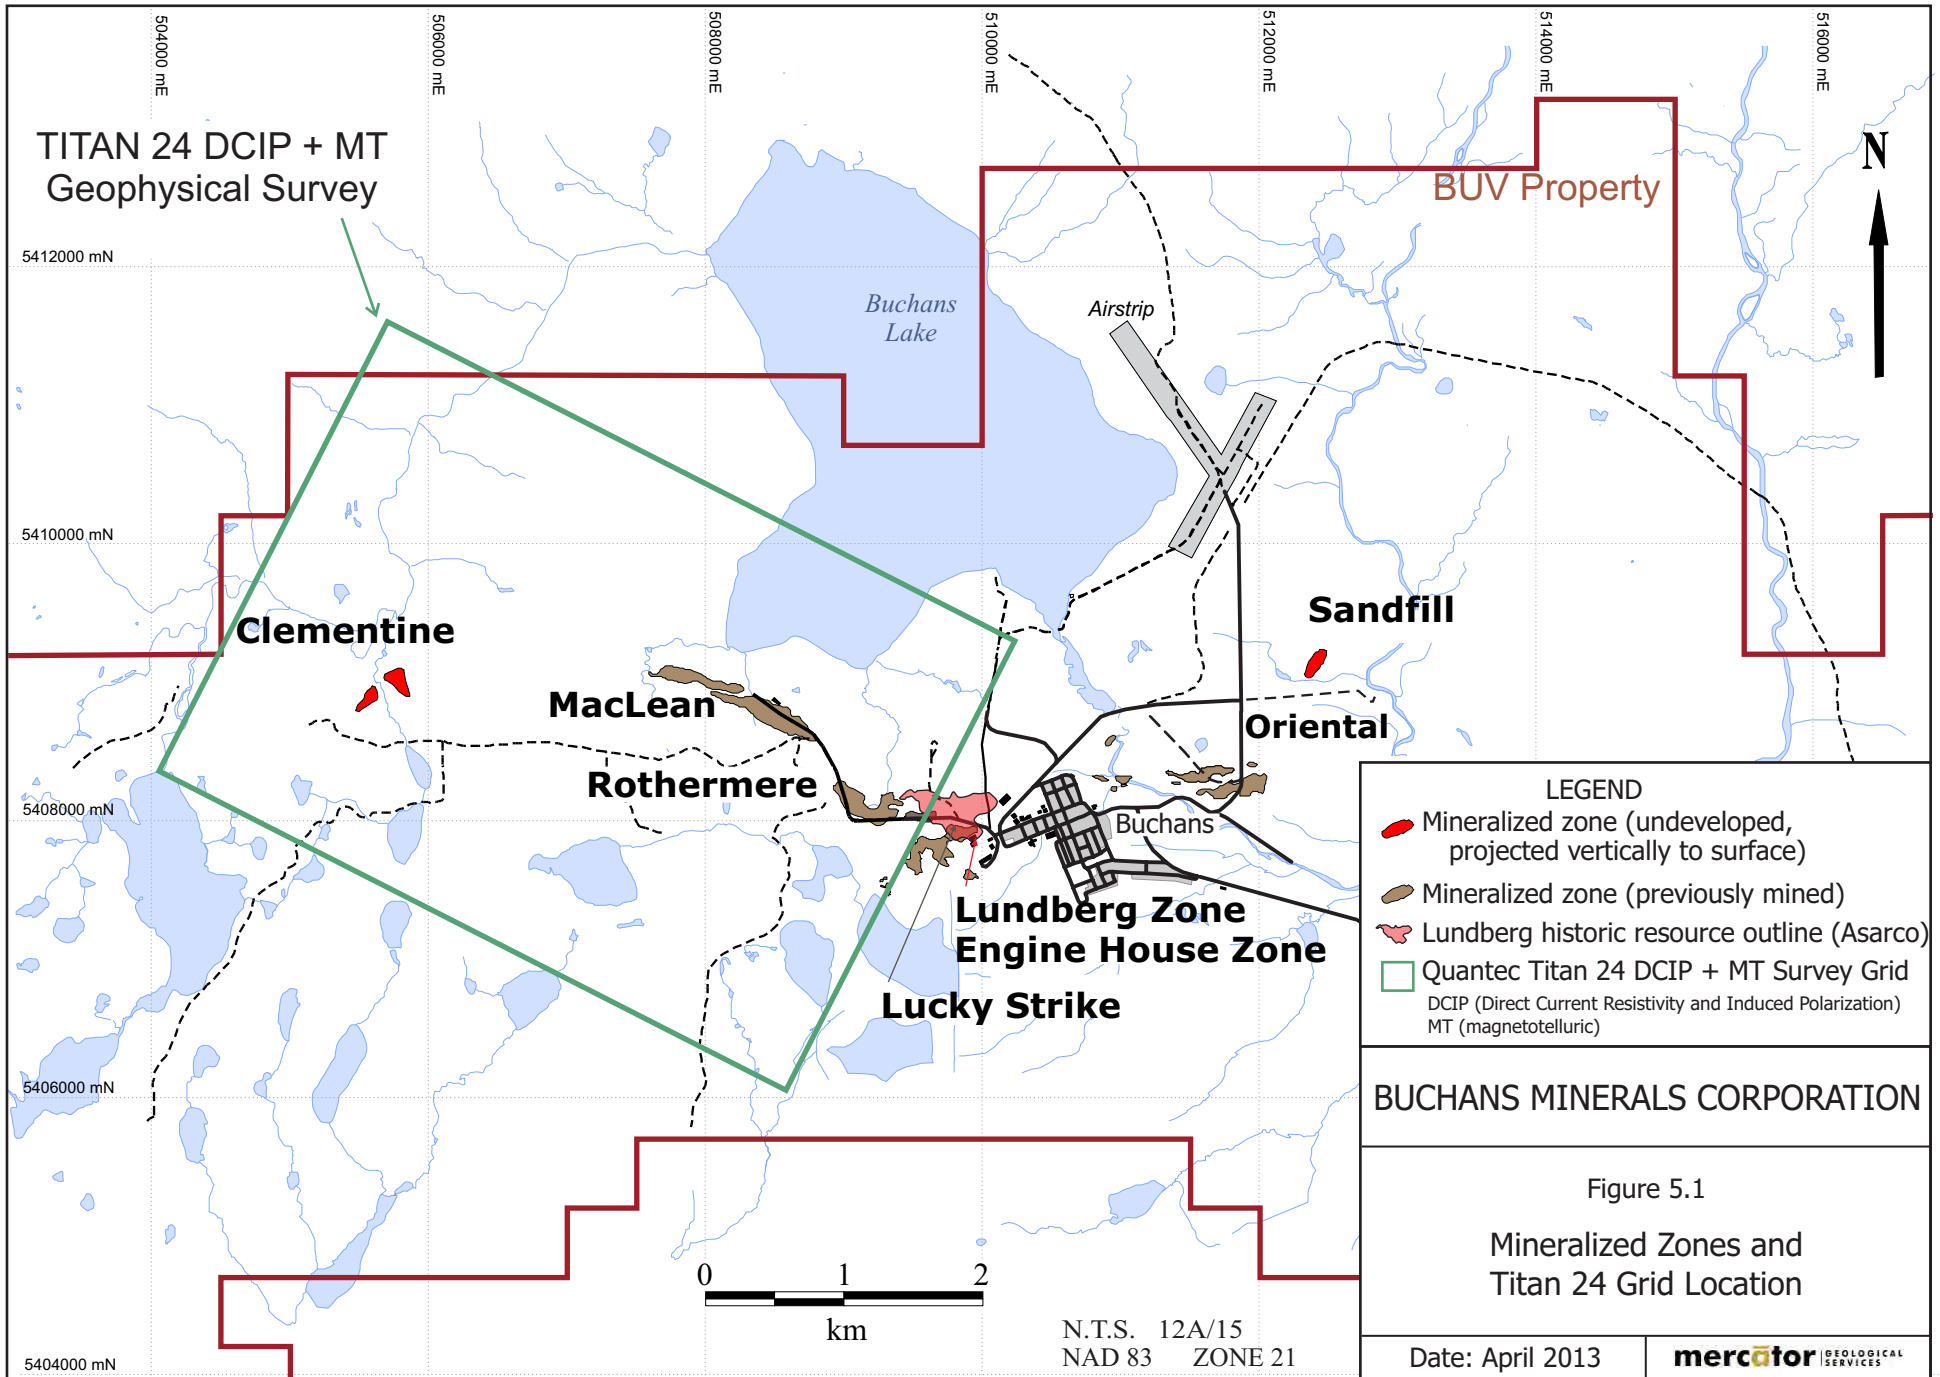 504000 mE
506000 mE
508000 mE
510000 mE
512000 mE
514000 mE
516000 mE
TITAN 24 DCIP + MT
Geophysical Survey
BUV Property
N
5412000 mN
Buchans
Lake
Airstrip
5410000 mN
Clementine
Sandfill
MacLean
Oriental
Rothermere
5408000 mN
Buchans
Lundberg Zone
Engine House Zone
Lucky Strike
5406000 mN
5404000 mN
0 1 2
km
N.T.S. 12A/15
NAD 83 ZONE 21
LEGEND
Mineralized zone (undeveloped,
projected vertically to surface)
Mineralized zone (previously mined)
Lundberg historic resource outline (Asarco)
Quantec Titan 24 DCIP + MT Survey Grid
DCIP (Direct Current Resistivity and Induced Polarization)
MT (magnetotelluric)
BUCHANS MINERALS CORPORATION
Figure 5.1
Mineralized Zones and
Titan 24 Grid Location
Date: April 2013
mercātor GEOLOGICAL
SERVICES